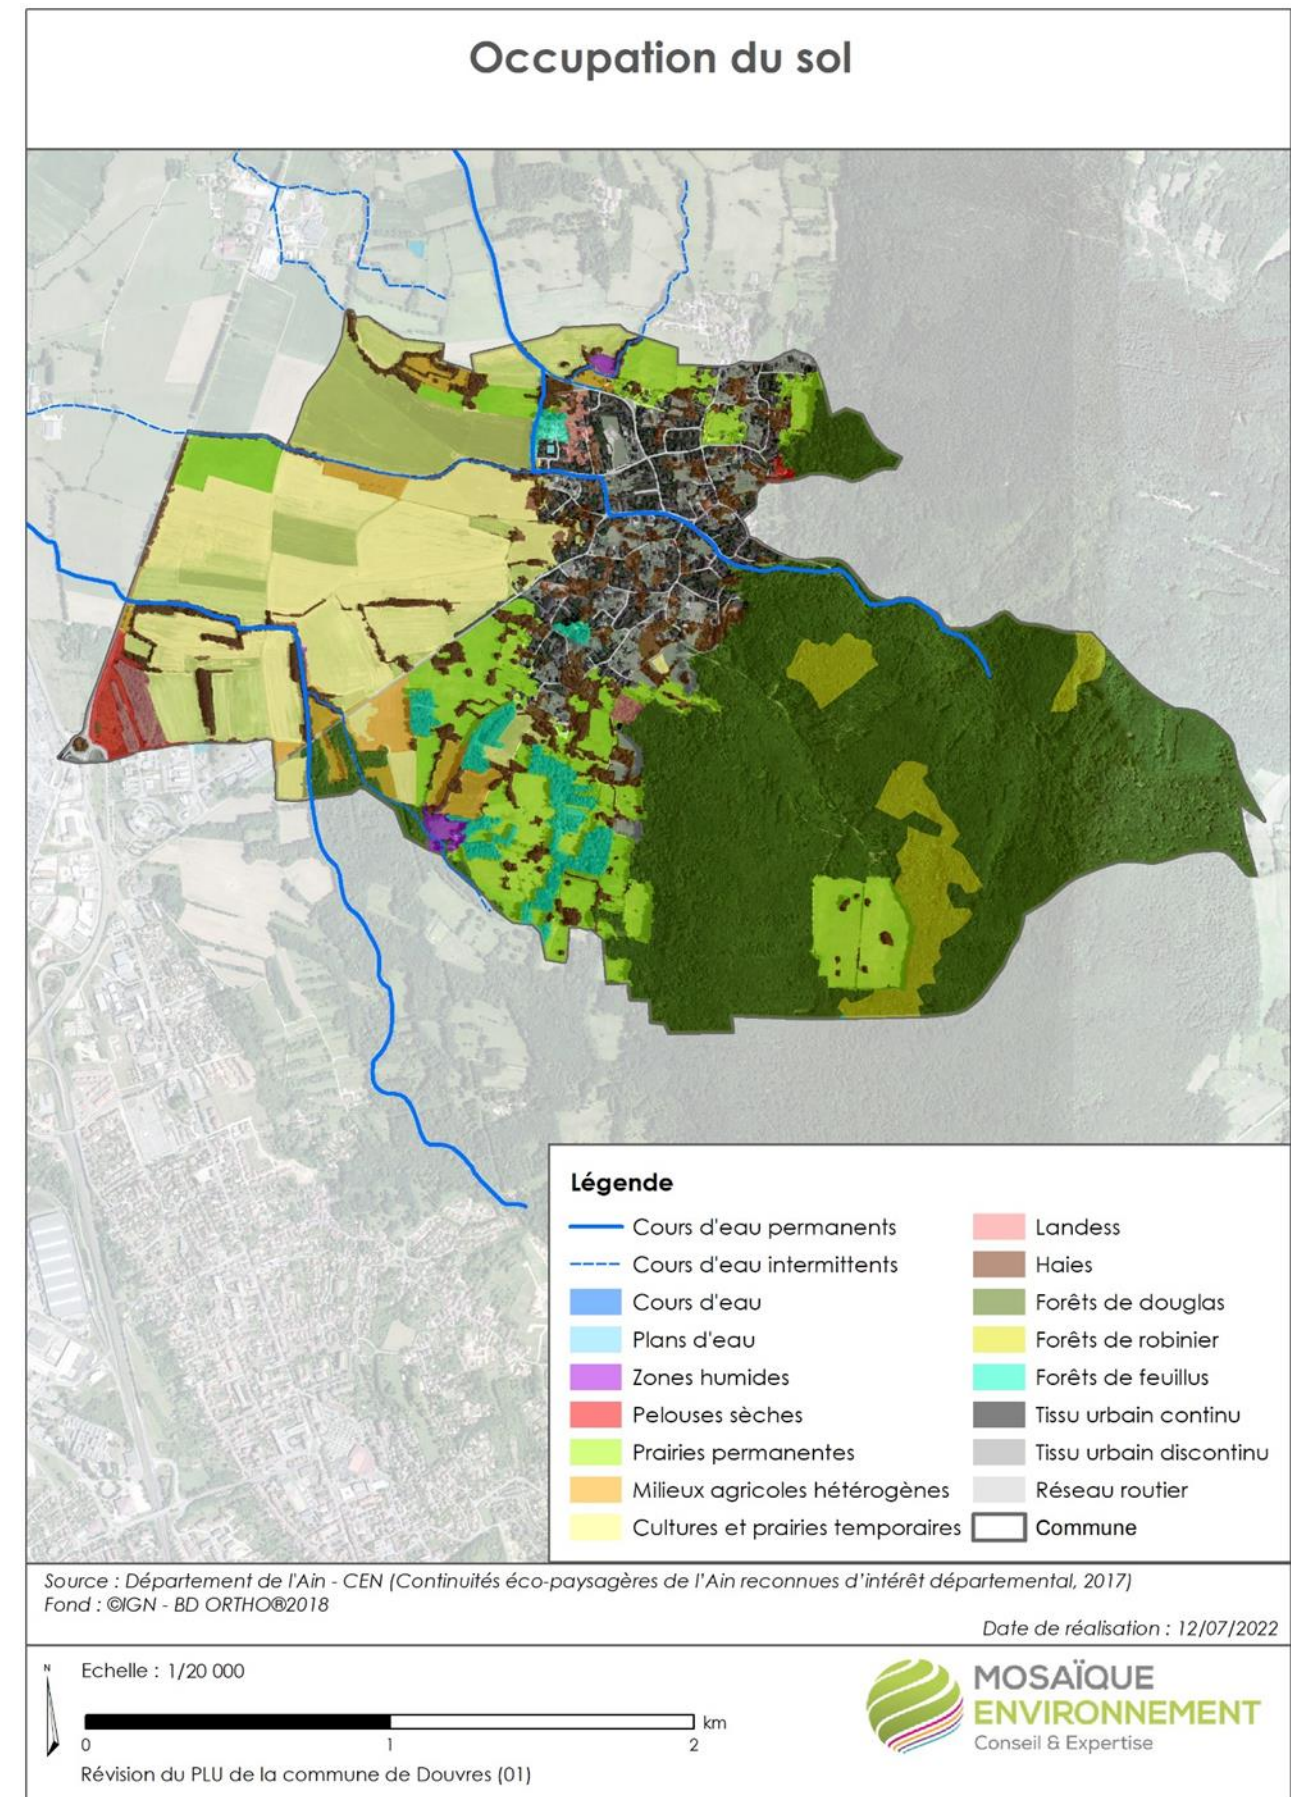 Occupation du sol
Légende
Cours d'eau permanents
Cours d'eau intermittents
Cours d'eau
Plans d'eau
Zones humides
Pelouses sèches
Prairies permanentes
Milieux agricoles hétérogènes
Cultures et prairies temporaires
Landess
Haies
Forêts de douglas
Forêts de robinier
Forêts de feuillus
Tissu urbain continu
Tissu urbain discontinu
Réseau routier
Commune
Source : Département de l'Ain - CEN (Continuités éco-paysagères de l'Ain reconnues d'intérêt départemental, 2017)
Fond : ©IGN - BD ORTHO®2018
Date de réalisation : 12/07/2022
N
Echelle : 1/20 000
km
0 1 2
Révision du PLU de la commune de Douvres (01)
MOSAÏQUE
ENVIRONNEMENT
Conseil & Expertise